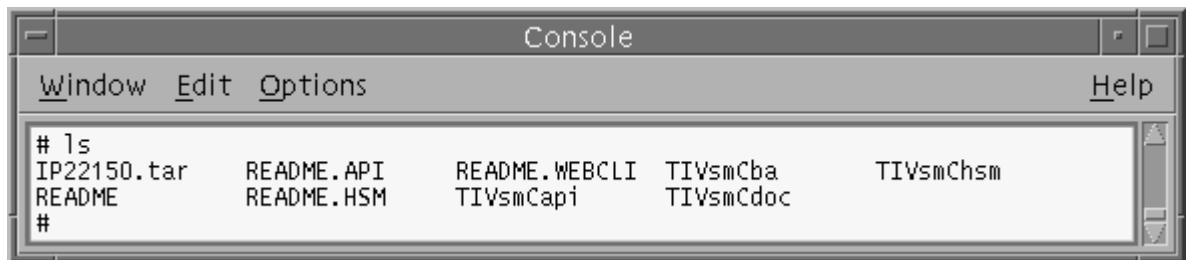 Console
Window Edit Options Help
# ls
IP22150.tar README.API README.WEBCLI TIVsmCba TIVsmChsm
README README.HSM TIVsmCapi TIVsmCdoc
#